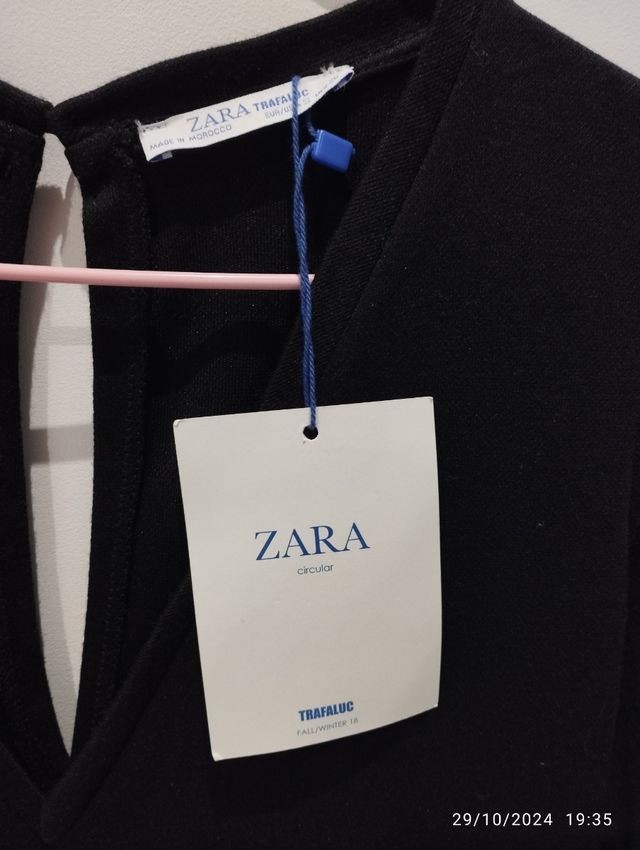 ZARA TRAFALUC
MADE IN MOROCCO
ZARA
circular
TRAFALUC
FALL/WINTER 18
29/10/2024 19:35